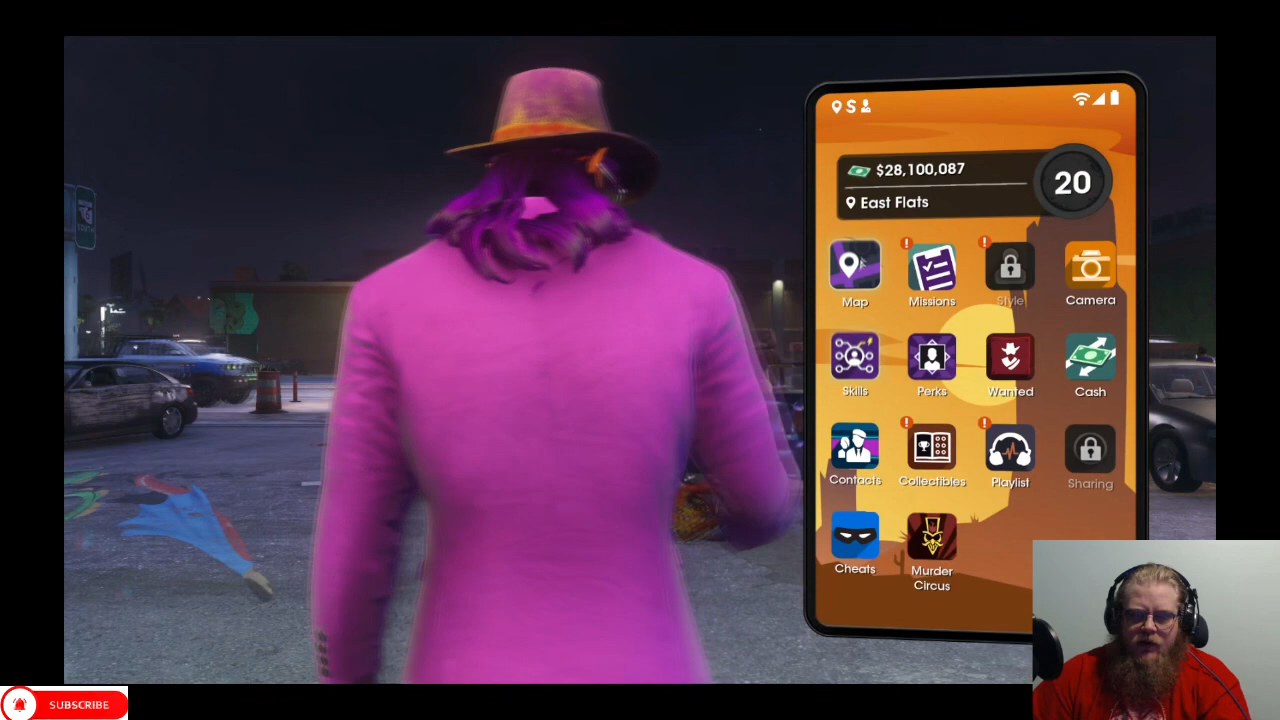 S
$28,100,087
20
East Flats
Map
Missions
Style
Camera
Skills
Perks
Wanted
Cash
Contacts
Collectibles
Playlist
Sharing
Cheats
Murder
Circus
SUBSCRIBE